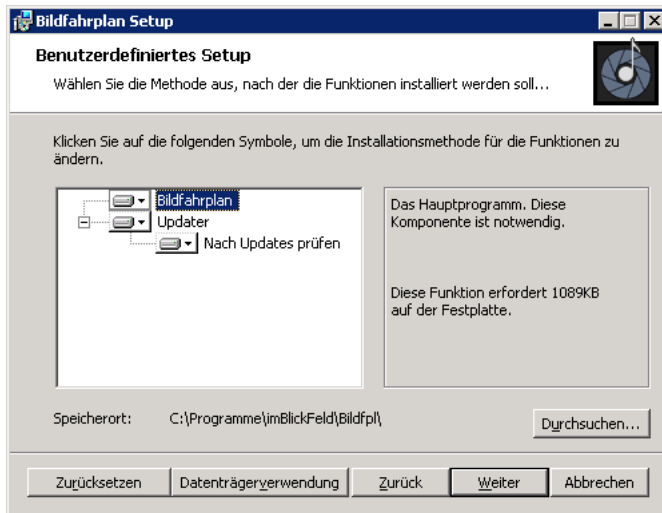 Bildfahrplan Setup
Benutzerdefiniertes Setup
Wählen Sie die Methode aus, nach der die Funktionen installiert werden soll...
Klicken Sie auf die folgenden Symbole, um die Installationsmethode für die Funktionen zu
ändern.
Bildfahrplan
Updater
Nach Updates prüfen
Das Hauptprogramm. Diese
Komponente ist notwendig.
Diese Funktion erfordert 1089KB
auf der Festplatte.
Speicherort: C:\Programme\imBlickFeld\Bildfpl\
Durchsuchen...
Zurücksetzen Datenträgerverwendung Zurück Weiter Abbrechen